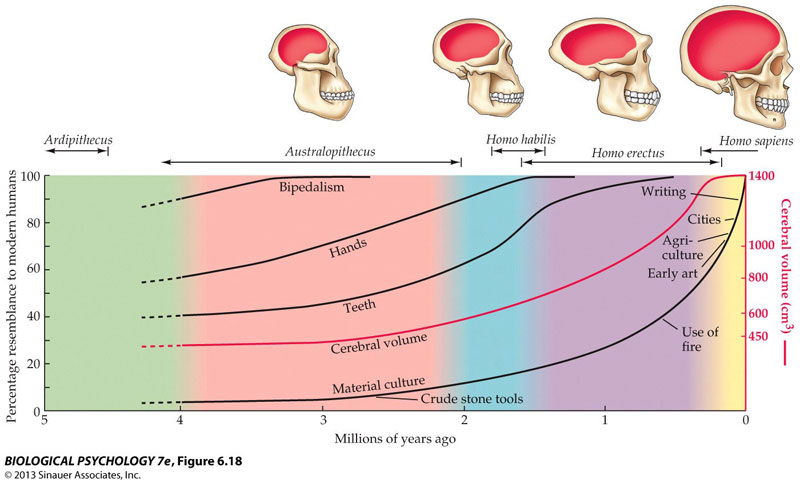 Ardipithecus
Australopithecus
Homo habilis
Homo erectus
Homo sapiens
Percentage resemblance to modern humans
100
80
60
40
20
0
Bipedalism
Hands
Teeth
Cerebral volume
Material culture
Crude stone tools
Writing
Cities
Agri-
culture
Early art
Use of
fire
1400
1000
800
600
450
Cerebral volume (cm³)
5
4
3
2
1
0
Millions of years ago
BIOLOGICAL PSYCHOLOGY 7e, Figure 6.18
© 2013 Sinauer Associates, Inc.